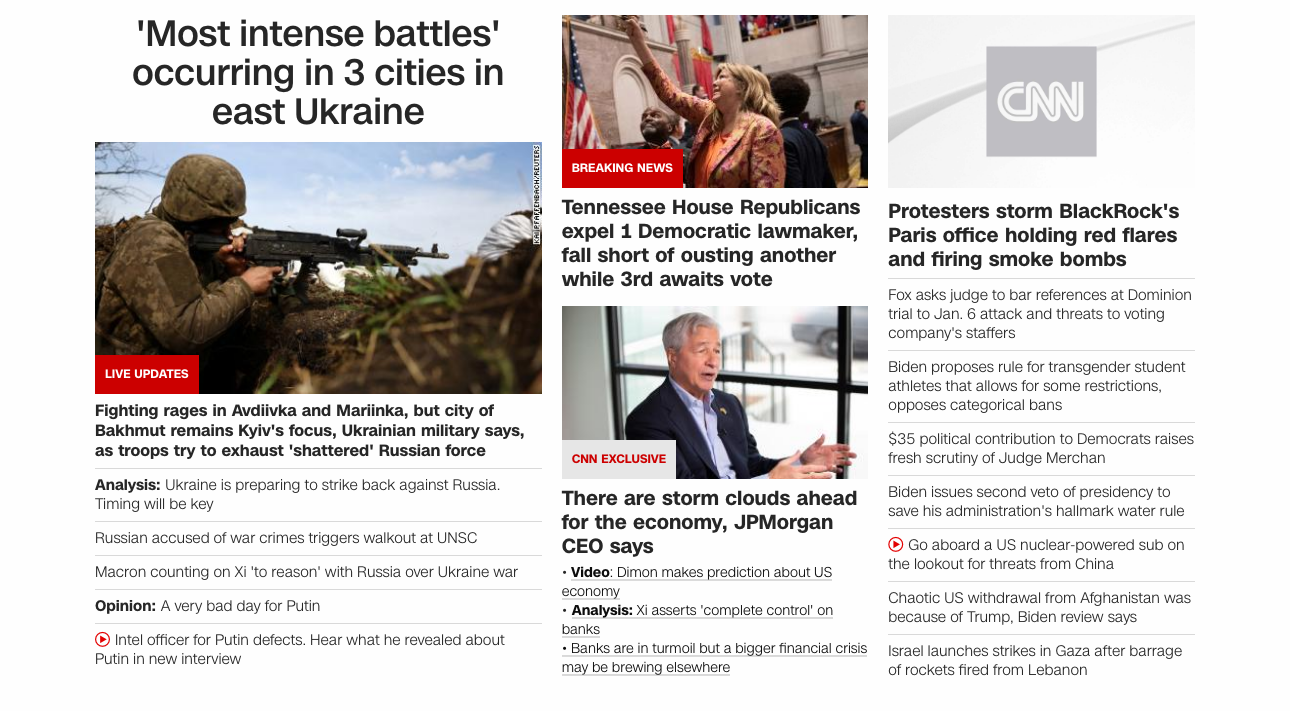 'Most intense battles'
occurring in 3 cities in
east Ukraine
KAI PFAFFENBACH/REUTERS
LIVE UPDATES
Fighting rages in Avdiivka and Mariinka, but city of
Bakhmut remains Kyiv's focus, Ukrainian military says,
as troops try to exhaust 'shattered' Russian force
Analysis: Ukraine is preparing to strike back against Russia.
Timing will be key
Russian accused of war crimes triggers walkout at UNSC
Macron counting on Xi 'to reason' with Russia over Ukraine war
Opinion: A very bad day for Putin
Intel officer for Putin defects. Hear what he revealed about
Putin in new interview
BREAKING NEWS
Tennessee House Republicans
expel 1 Democratic lawmaker,
fall short of ousting another
while 3rd awaits vote
CNN EXCLUSIVE
There are storm clouds ahead
for the economy, JPMorgan
CEO says
• Video: Dimon makes prediction about US
economy
• Analysis: Xi asserts 'complete control' on
banks
• Banks are in turmoil but a bigger financial crisis
may be brewing elsewhere
CNN
Protesters storm BlackRock's
Paris office holding red flares
and firing smoke bombs
Fox asks judge to bar references at Dominion
trial to Jan. 6 attack and threats to voting
company's staffers
Biden proposes rule for transgender student
athletes that allows for some restrictions,
opposes categorical bans
$35 political contribution to Democrats raises
fresh scrutiny of Judge Merchan
Biden issues second veto of presidency to
save his administration's hallmark water rule
Go aboard a US nuclear-powered sub on
the lookout for threats from China
Chaotic US withdrawal from Afghanistan was
because of Trump, Biden review says
Israel launches strikes in Gaza after barrage
of rockets fired from Lebanon